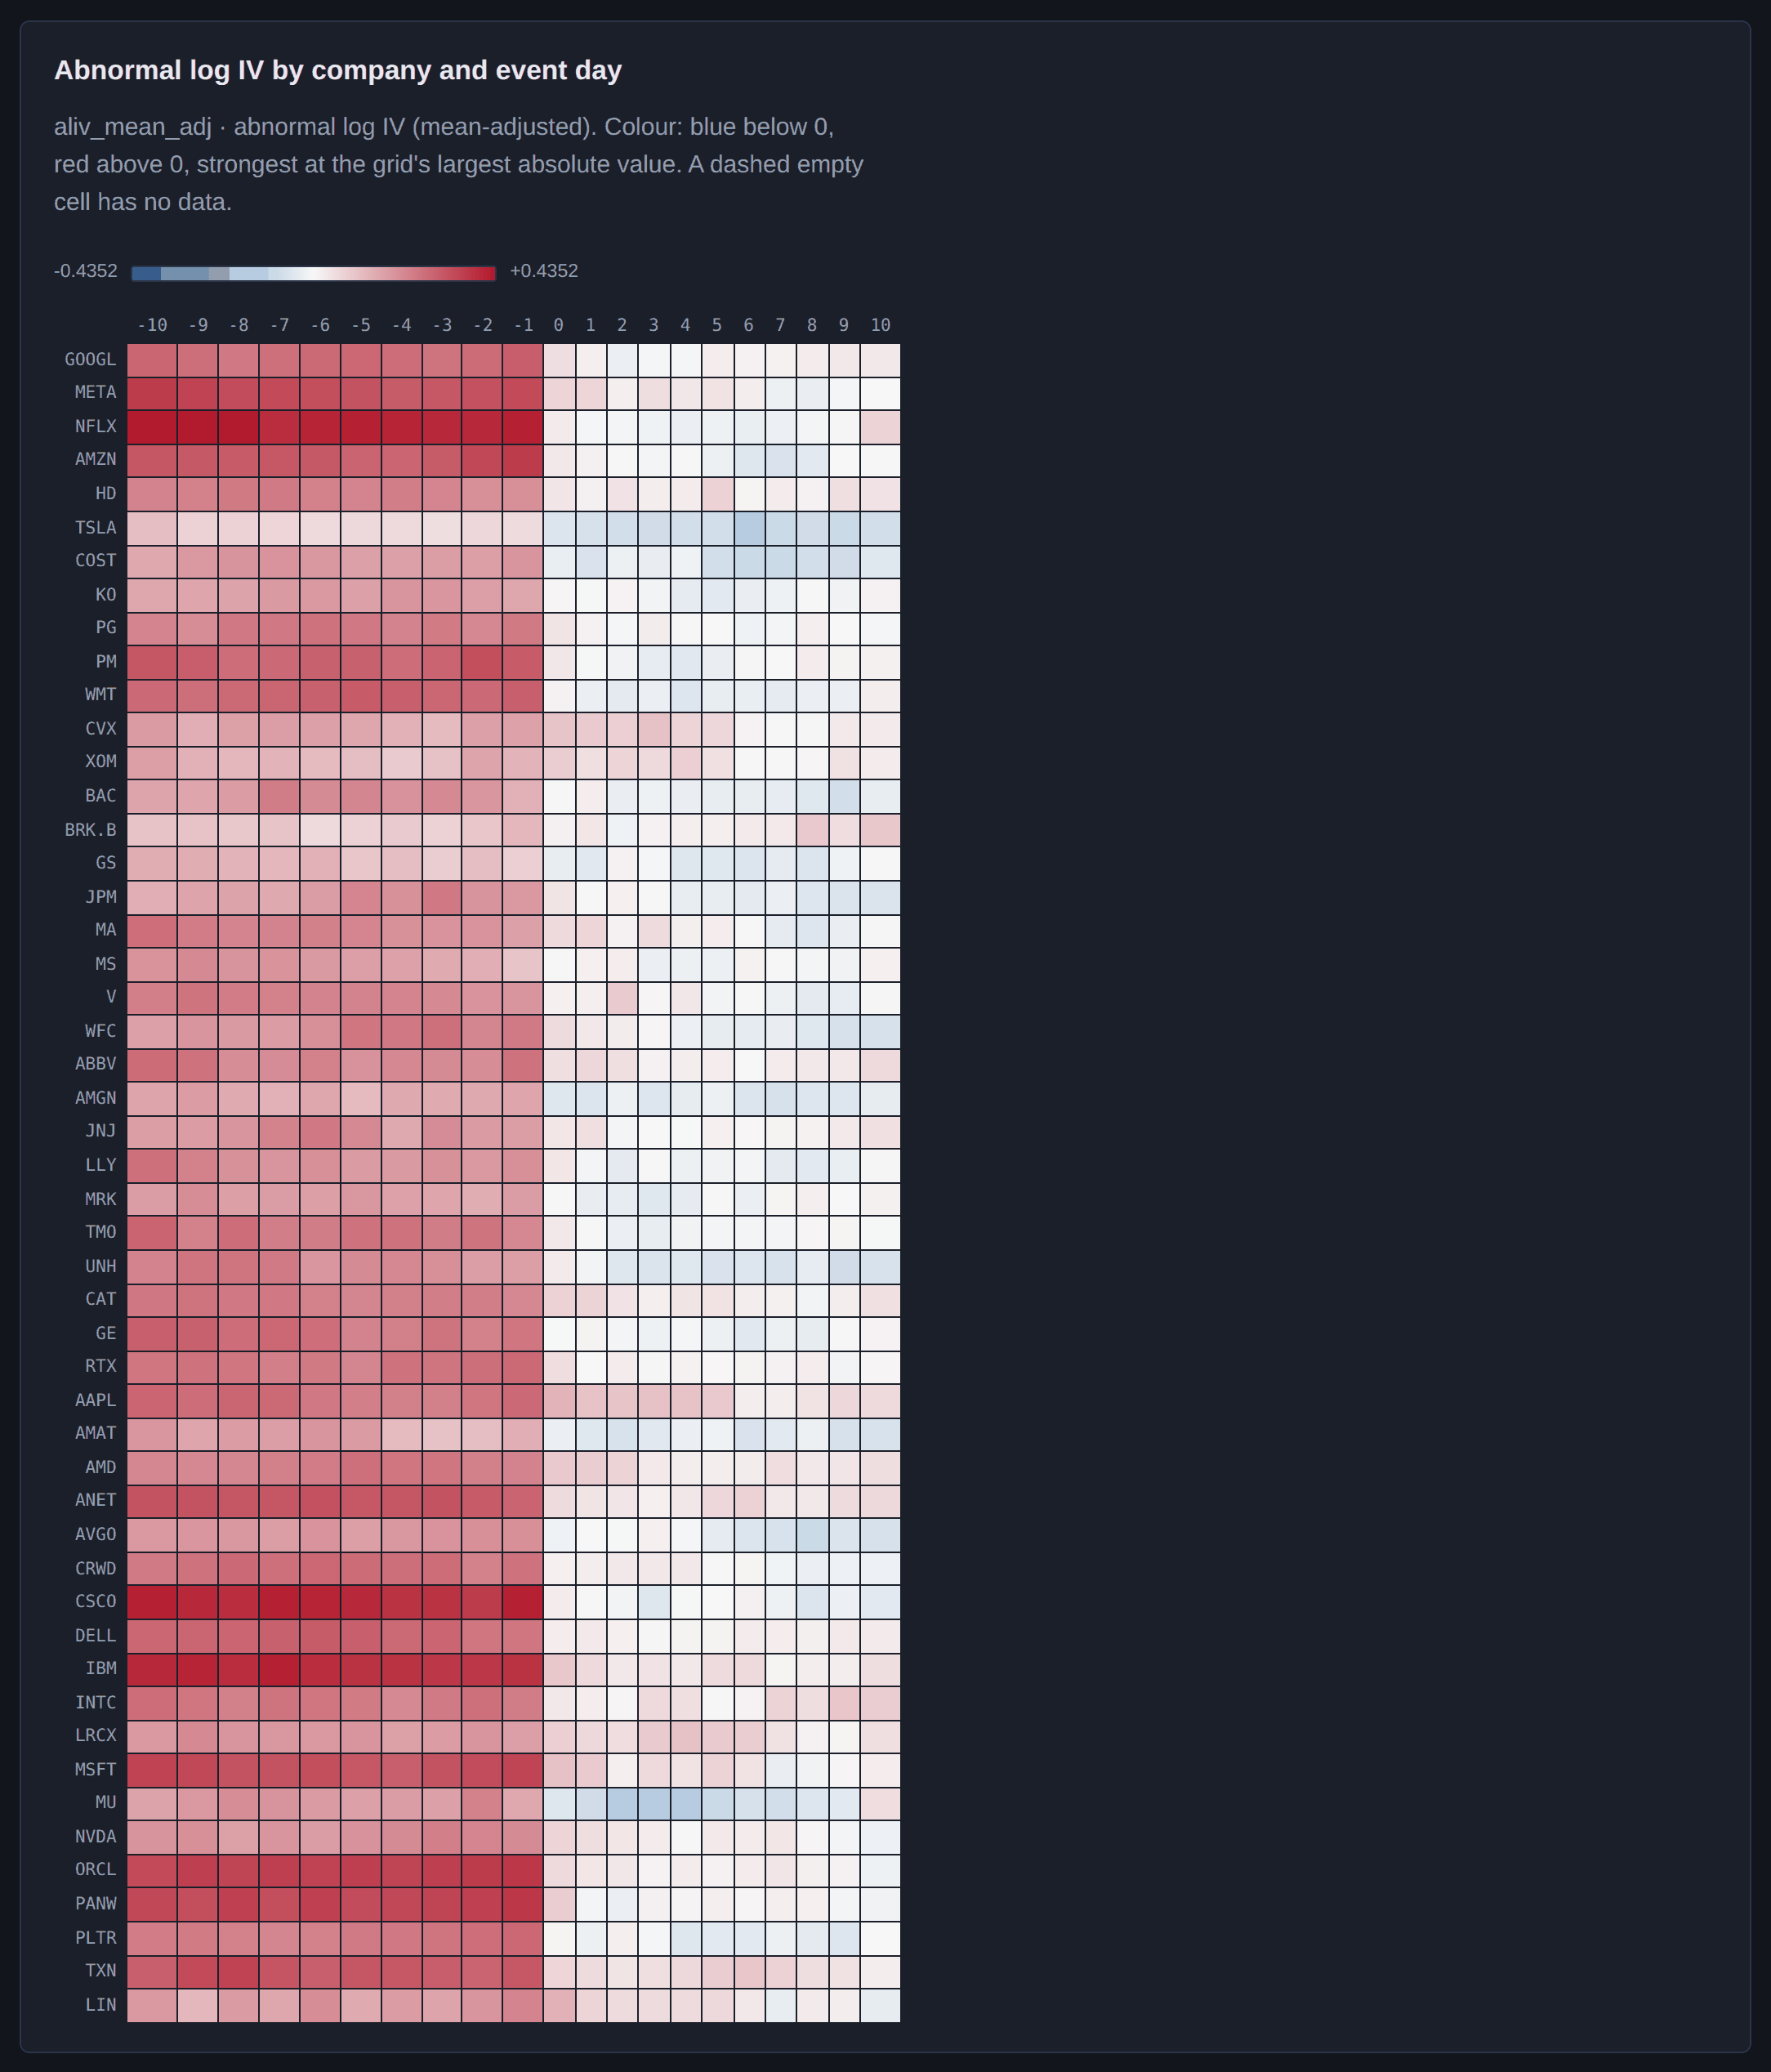 Abnormal log IV by company and event day
aliv_mean_adj · abnormal log IV (mean-adjusted). Colour: blue below 0,
red above 0, strongest at the grid's largest absolute value. A dashed empty
cell has no data.
-0.4352 +0.4352
-10 -9 -8 -7 -6 -5 -4 -3 -2 -1 0 1 2 3 4 5 6 7 8 9 10
GOOGL
META
NFLX
AMZN
HD
TSLA
COST
KO
PG
PM
WMT
CVX
XOM
BAC
BRK.B
GS
JPM
MA
MS
V
WFC
ABBV
AMGN
JNJ
LLY
MRK
TMO
UNH
CAT
GE
RTX
AAPL
AMAT
AMD
ANET
AVGO
CRWD
CSCO
DELL
IBM
INTC
LRCX
MSFT
MU
NVDA
ORCL
PANW
PLTR
TXN
LIN